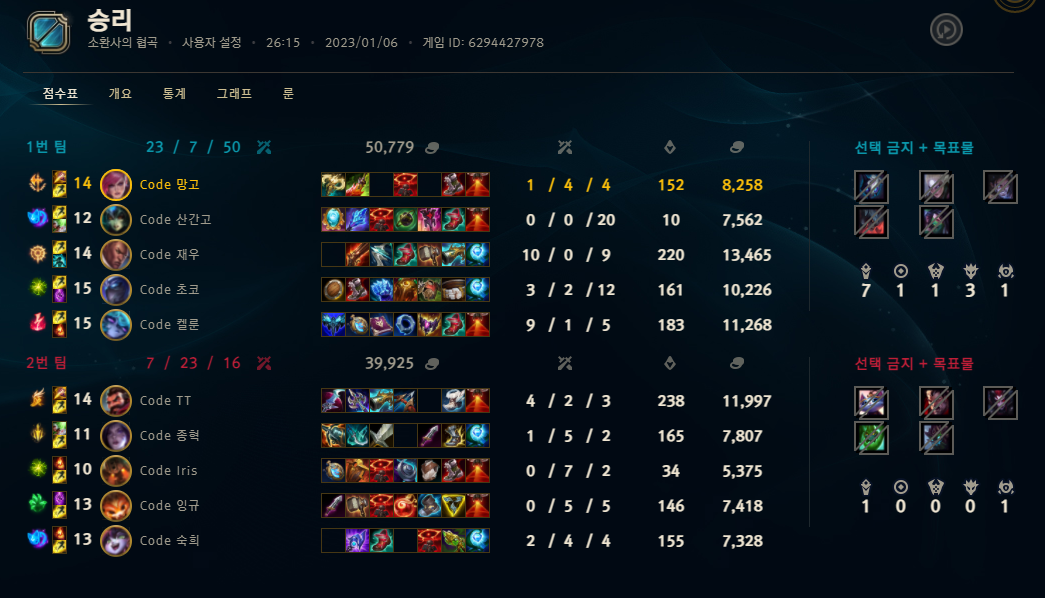 승리
소환사의 협곡 • 사용자 설정 • 26:15 • 2023/01/06 • 게임 ID: 6294427978
점수표 개요 통계 그래프 룬
1번 팀 23 / 7 / 50 50,779 선택 금지 + 목표물
14 Code 망고 1 / 4 / 4 152 8,258
12 Code 산간고 0 / 0 / 20 10 7,562
14 Code 재우 10 / 0 / 9 220 13,465
15 Code 초코 3 / 2 / 12 161 10,226
7 1 1 3 1
15 Code 켈룬 9 / 1 / 5 183 11,268
2번 팀 7 / 23 / 16 39,925 선택 금지 + 목표물
14 Code TT 4 / 2 / 3 238 11,997
11 Code 종혁 1 / 5 / 2 165 7,807
10 Code Iris 0 / 7 / 2 34 5,375
13 Code 잉규 0 / 5 / 5 146 7,418
1 0 0 0 1
13 Code 숙희 2 / 4 / 4 155 7,328